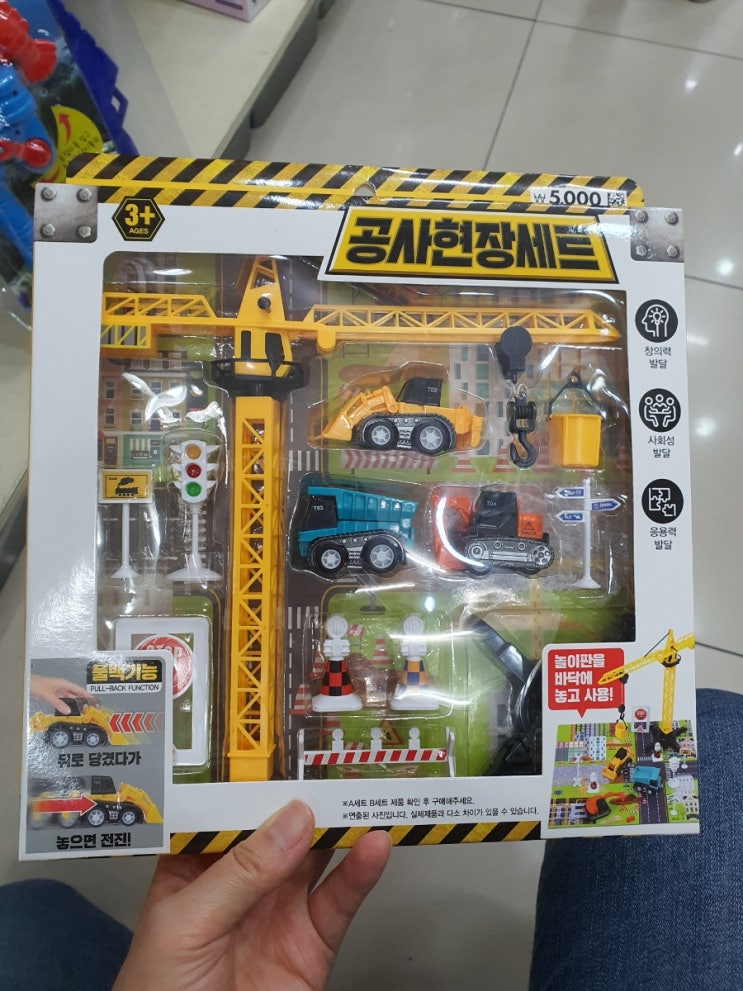 ₩5,000
3+
AGES
공사현장세트
창의력
발달
사회성
발달
응용력
발달
T02
T03
T04
STOP
풀백기능
PULL-BACK FUNCTION
뒤로 당겼다가
놓으면 전진!
놀이판을
바닥에
놓고 사용!
※A세트 B세트 제품 확인 후 구매해주세요.
※연출된 사진입니다. 실제제품과 다소 차이가 있을 수 있습니다.